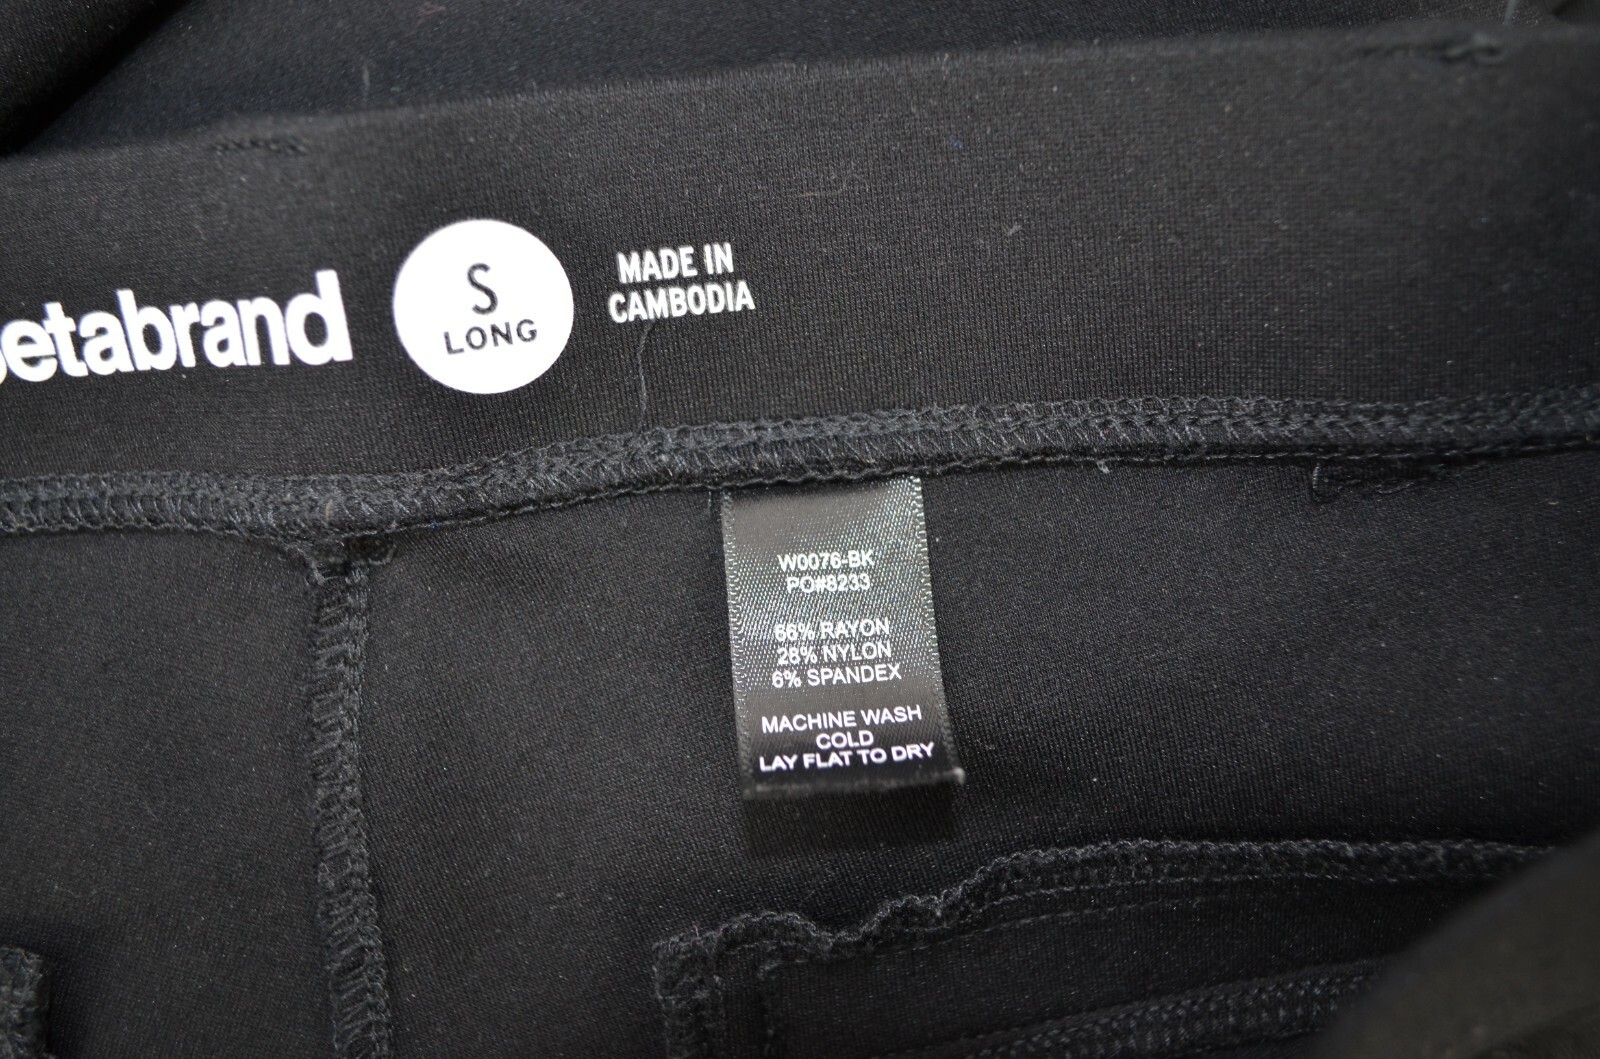 betabrand
S
LONG
MADE IN
CAMBODIA
W0076-BK
PO#8233
66% RAYON
28% NYLON
6% SPANDEX
MACHINE WASH
COLD
LAY FLAT TO DRY